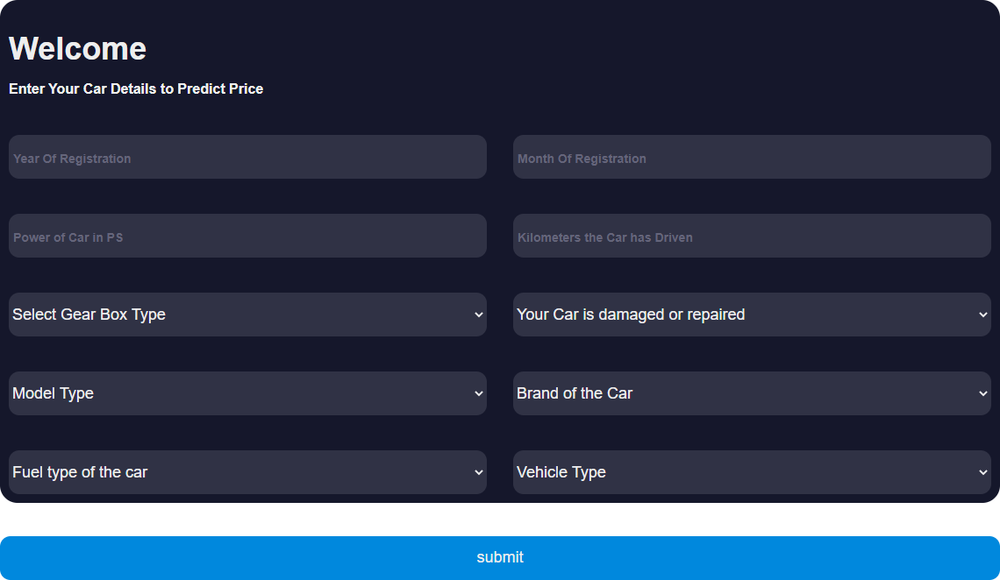 Welcome
Enter Your Car Details to Predict Price
Year Of Registration
Month Of Registration
Power of Car in PS
Kilometers the Car has Driven
Select Gear Box Type
Your Car is damaged or repaired
Model Type
Brand of the Car
Fuel type of the car
Vehicle Type
submit